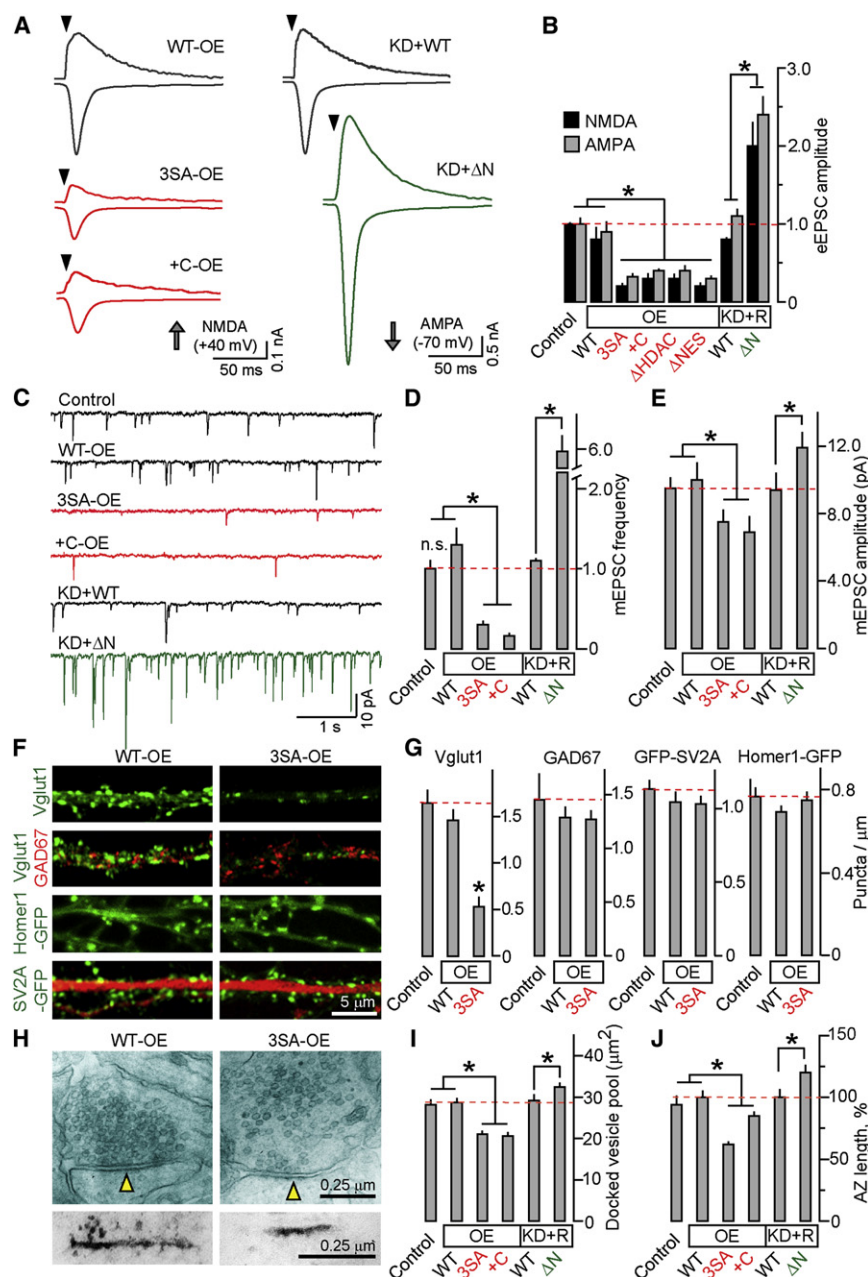 A
WT-OE
KD+WT
3SA-OE
KD+ΔN
+C-OE
NMDA
(+40 mV)
0.1 nA
50 ms
AMPA
(-70 mV)
0.5 nA
50 ms
B
*
3.0
NMDA
AMPA
2.0
*
1.0
0
eEPSC amplitude
Control
WT
3SA
+C
ΔHDAC
ΔNES
WT
ΔN
OE
KD+R
C
Control
WT-OE
3SA-OE
+C-OE
KD+WT
KD+ΔN
1 s
10 pA
D
*
6.0
2.0
*
n.s.
1.0
0
mEPSC frequency
OE
KD+R
Control
WT
3SA
+C
WT
ΔN
E
*
*
12.0
8.0
4.0
0
mEPSC amplitude (pA)
OE
KD+R
Control
WT
3SA
+C
WT
ΔN
F
WT-OE
3SA-OE
Vglut1
Vglut1
GAD67
Homer1
-GFP
SV2A
-GFP
5 μm
G
Vglut1
GAD67
GFP-SV2A
Homer1-GFP
1.5
1.0
0.5
0
*
1.5
1.0
0.5
0
1.0
0.5
0
0.8
0.4
0
Puncta / μm
OE
OE
OE
OE
Control
WT
3SA
Control
WT
3SA
Control
WT
3SA
Control
WT
3SA
H
WT-OE
3SA-OE
0.25 μm
0.25 μm
I
*
*
40
30
20
10
0
Docked vesicle pool (μm²)
OE
KD+R
Control
WT
3SA
+C
WT
ΔN
J
*
*
150
100
50
0
AZ length, %
OE
KD+R
Control
WT
3SA
+C
WT
ΔN